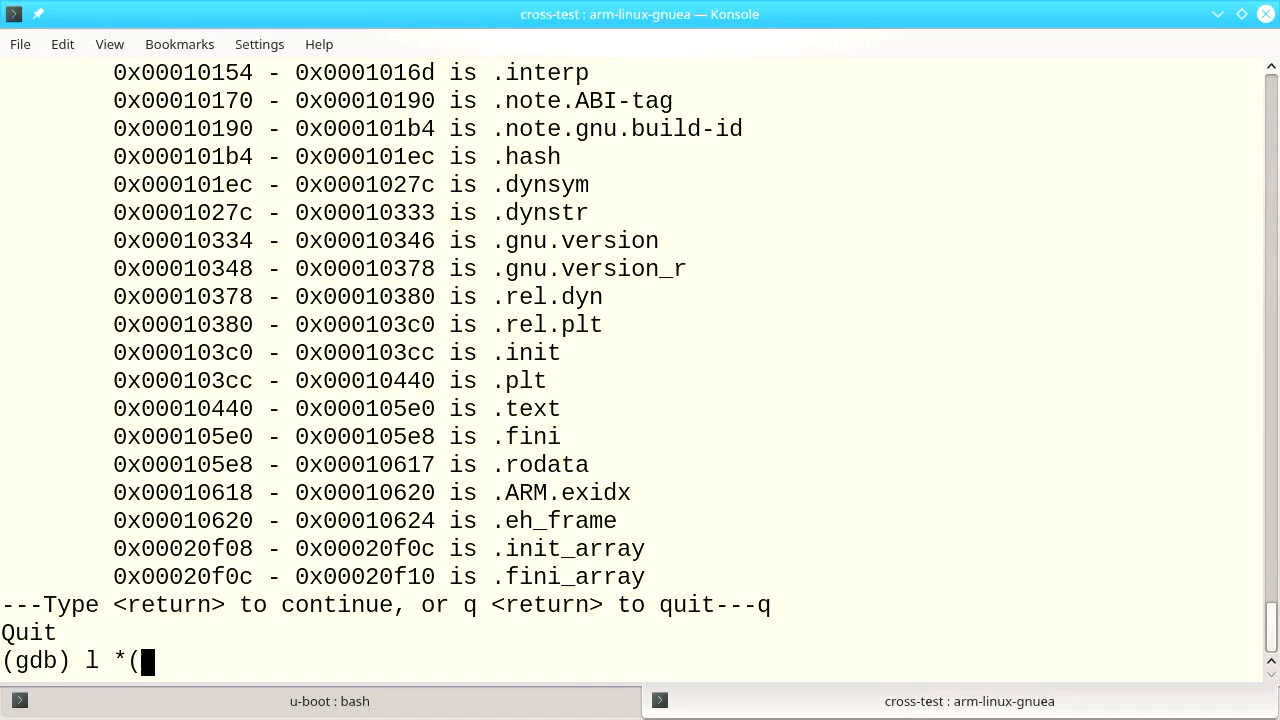 cross-test : arm-linux-gnuea — Konsole
File Edit View Bookmarks Settings Help
0x00010154 - 0x0001016d is .interp
0x00010170 - 0x00010190 is .note.ABI-tag
0x00010190 - 0x000101b4 is .note.gnu.build-id
0x000101b4 - 0x000101ec is .hash
0x000101ec - 0x0001027c is .dynsym
0x0001027c - 0x00010333 is .dynstr
0x00010334 - 0x00010346 is .gnu.version
0x00010348 - 0x00010378 is .gnu.version_r
0x00010378 - 0x00010380 is .rel.dyn
0x00010380 - 0x000103c0 is .rel.plt
0x000103c0 - 0x000103cc is .init
0x000103cc - 0x00010440 is .plt
0x00010440 - 0x000105e0 is .text
0x000105e0 - 0x000105e8 is .fini
0x000105e8 - 0x00010617 is .rodata
0x00010618 - 0x00010620 is .ARM.exidx
0x00010620 - 0x00010624 is .eh_frame
0x00020f08 - 0x00020f0c is .init_array
0x00020f0c - 0x00020f10 is .fini_array
---Type <return> to continue, or q <return> to quit---q
Quit
(gdb) l *(
u-boot : bash
cross-test : arm-linux-gnuea